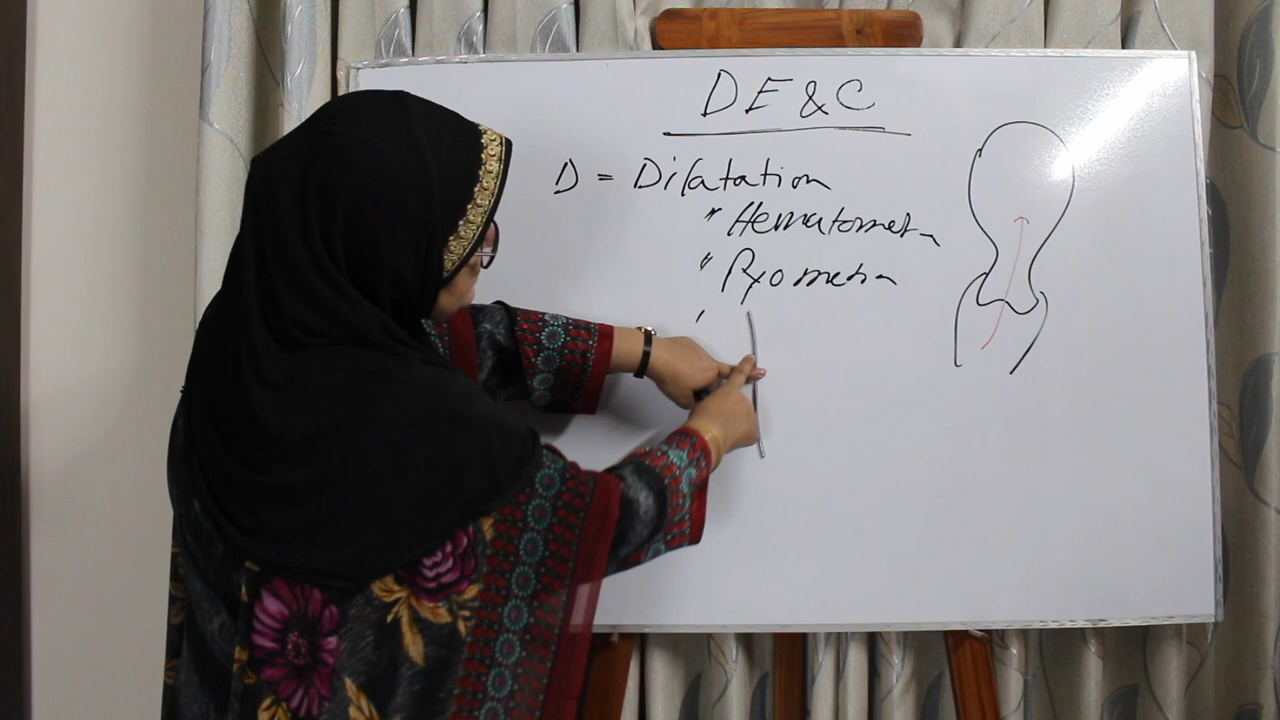 DE&C
D = Dilatation
" Hematometra
" Pyometra